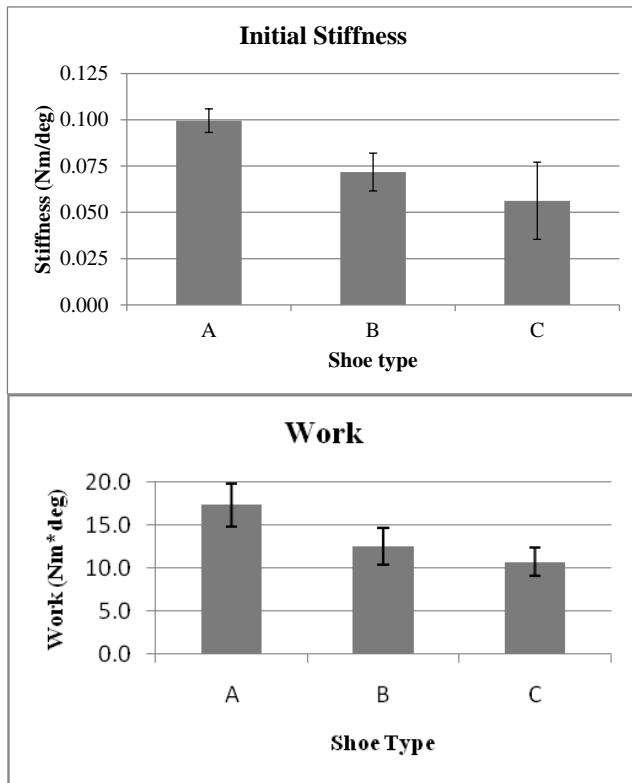 Initial Stiffness
Stiffness (Nm/deg)
0.125
0.100
0.075
0.050
0.025
0.000
A B C
Shoe type
Work
Work (Nm*deg)
20.0
15.0
10.0
5.0
0.0
A B C
Shoe Type